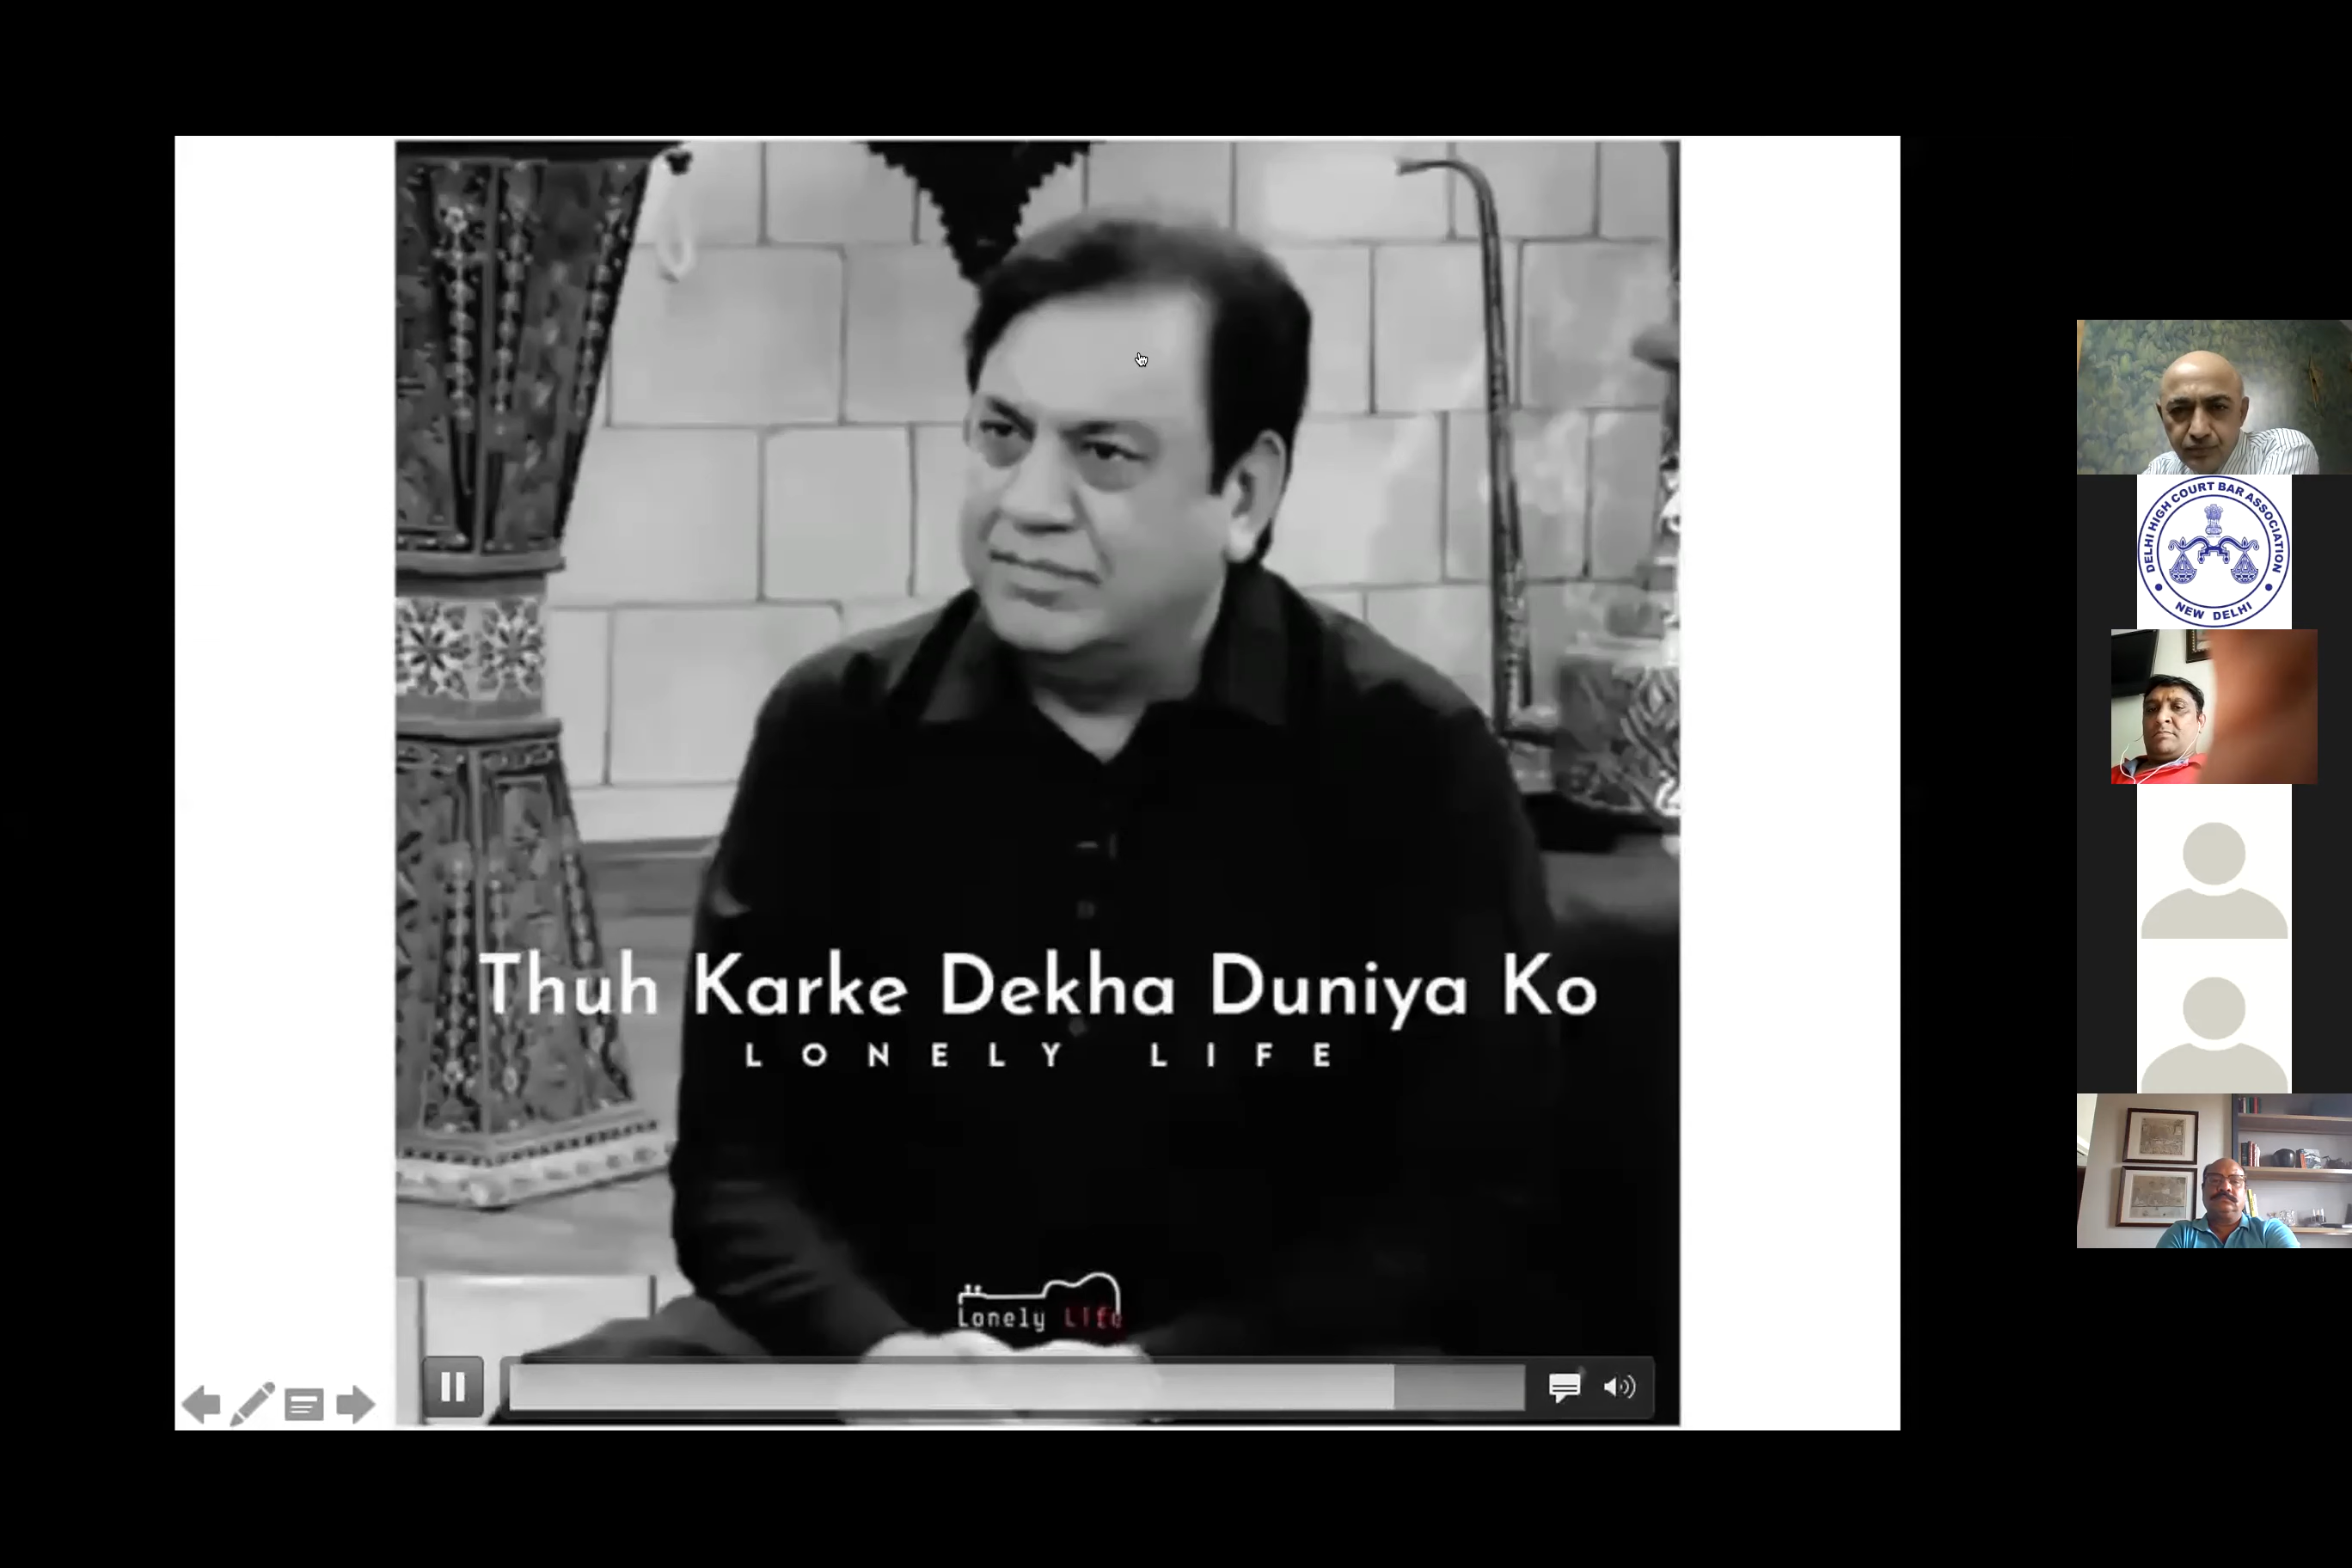 Thuh Karke Dekha Duniya Ko
LONELY LIFE
Lonely Life
DELHI HIGH COURT BAR ASSOCIATION
NEW DELHI